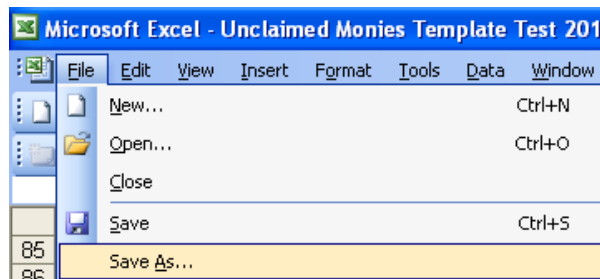 Microsoft Excel - Unclaimed Monies Template Test 201
File Edit View Insert Format Tools Data Window
New... Ctrl+N
Open... Ctrl+O
Close
Save Ctrl+S
85
Save As...
86